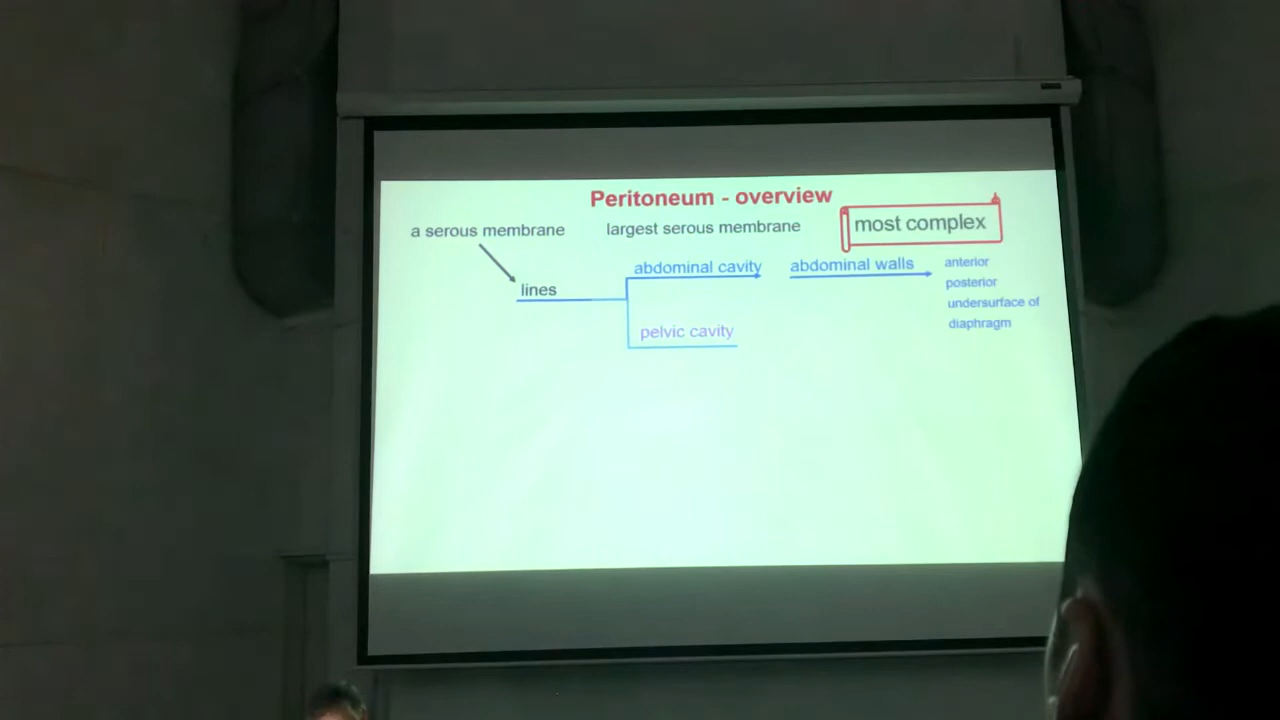 Peritoneum - overview
a serous membrane
largest serous membrane
most complex
lines
abdominal cavity
abdominal walls
anterior
posterior
undersurface of
diaphragm
pelvic cavity